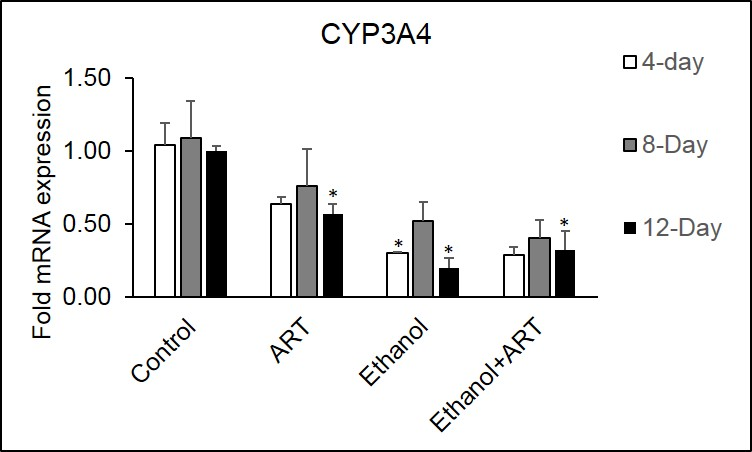 CYP3A4
Fold mRNA expression
1.50
1.00
0.50
0.00
*
*
*
*
Control
ART
Ethanol
Ethanol+ART
4-day
8-Day
12-Day